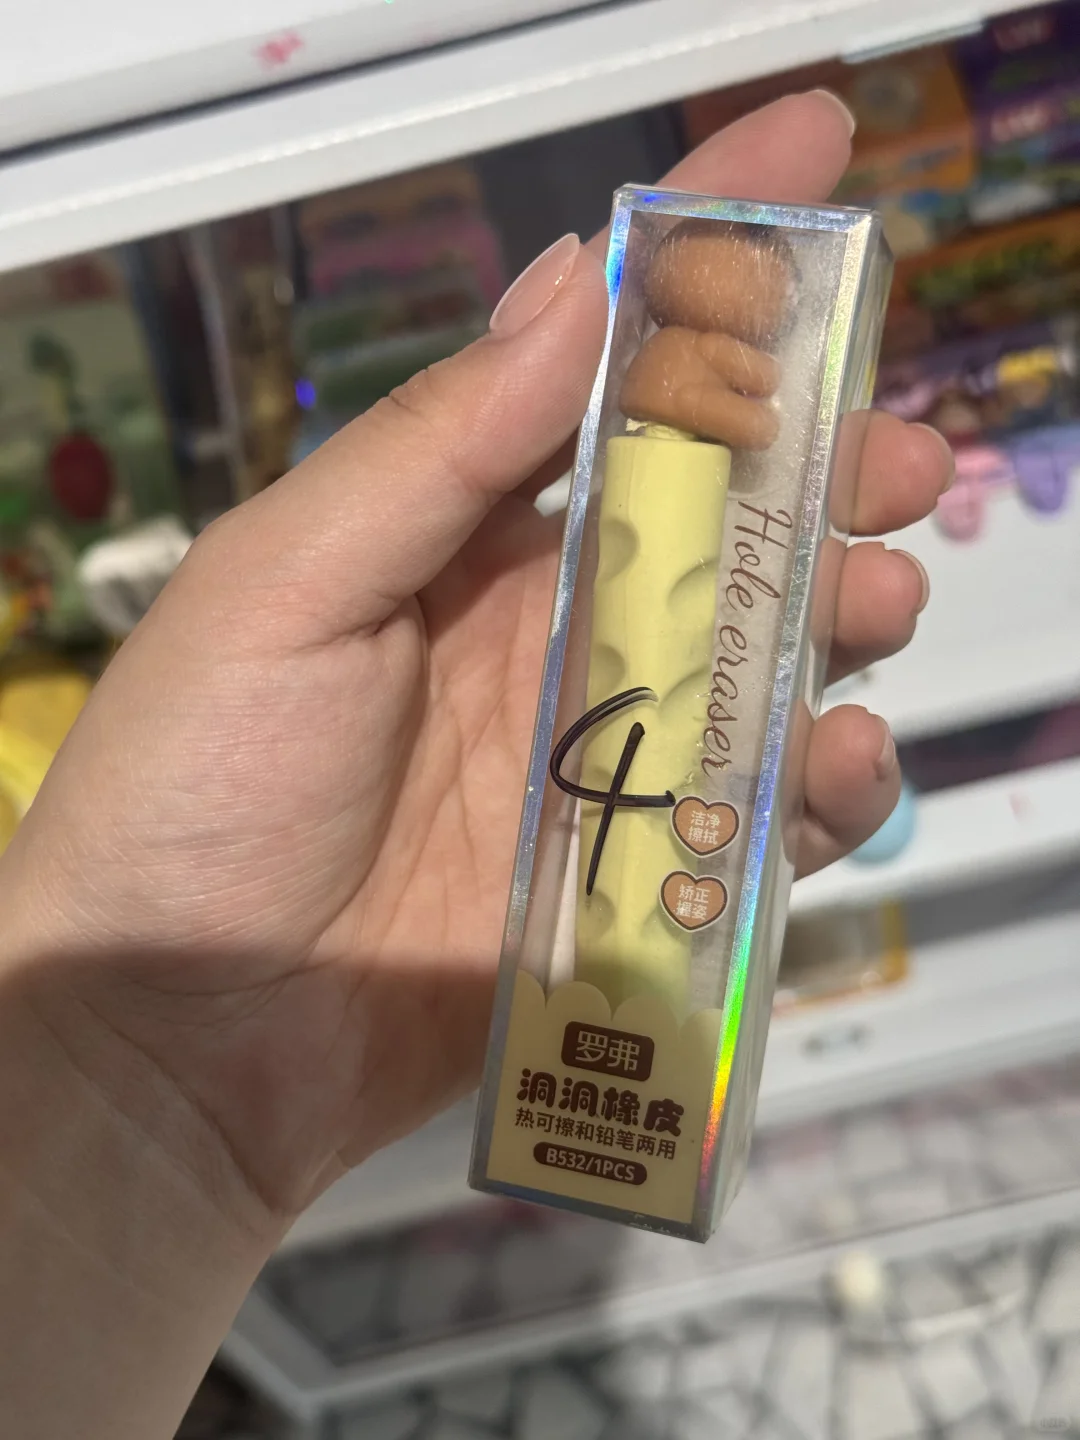 Hole eraser
4
洁净
擦拭
矫正
握姿
罗弗
洞洞橡皮
热可擦和铅笔两用
B532/1PCS